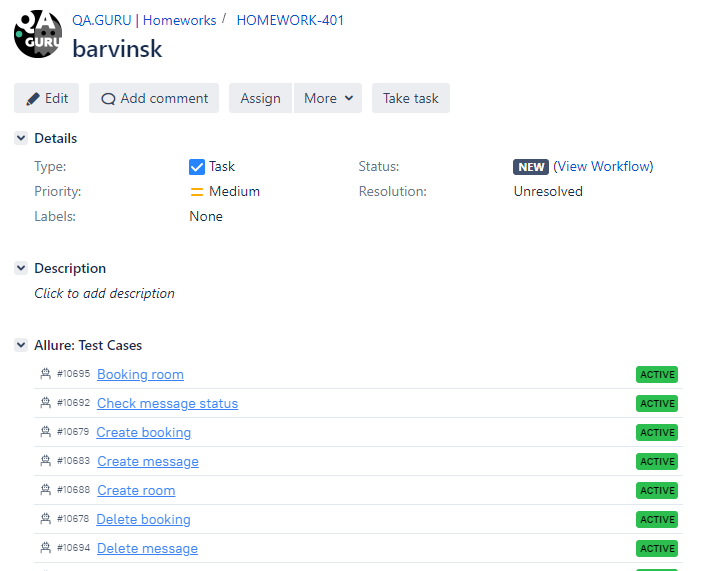 QA
GURU
QA.GURU | Homeworks / HOMEWORK-401
barvinsk
Edit Add comment Assign More Take task
Details
Type: Task Status: NEW (View Workflow)
Priority: Medium Resolution: Unresolved
Labels: None
Description
Click to add description
Allure: Test Cases
#10695 Booking room ACTIVE
#10692 Check message status ACTIVE
#10679 Create booking ACTIVE
#10683 Create message ACTIVE
#10688 Create room ACTIVE
#10678 Delete booking ACTIVE
#10694 Delete message ACTIVE